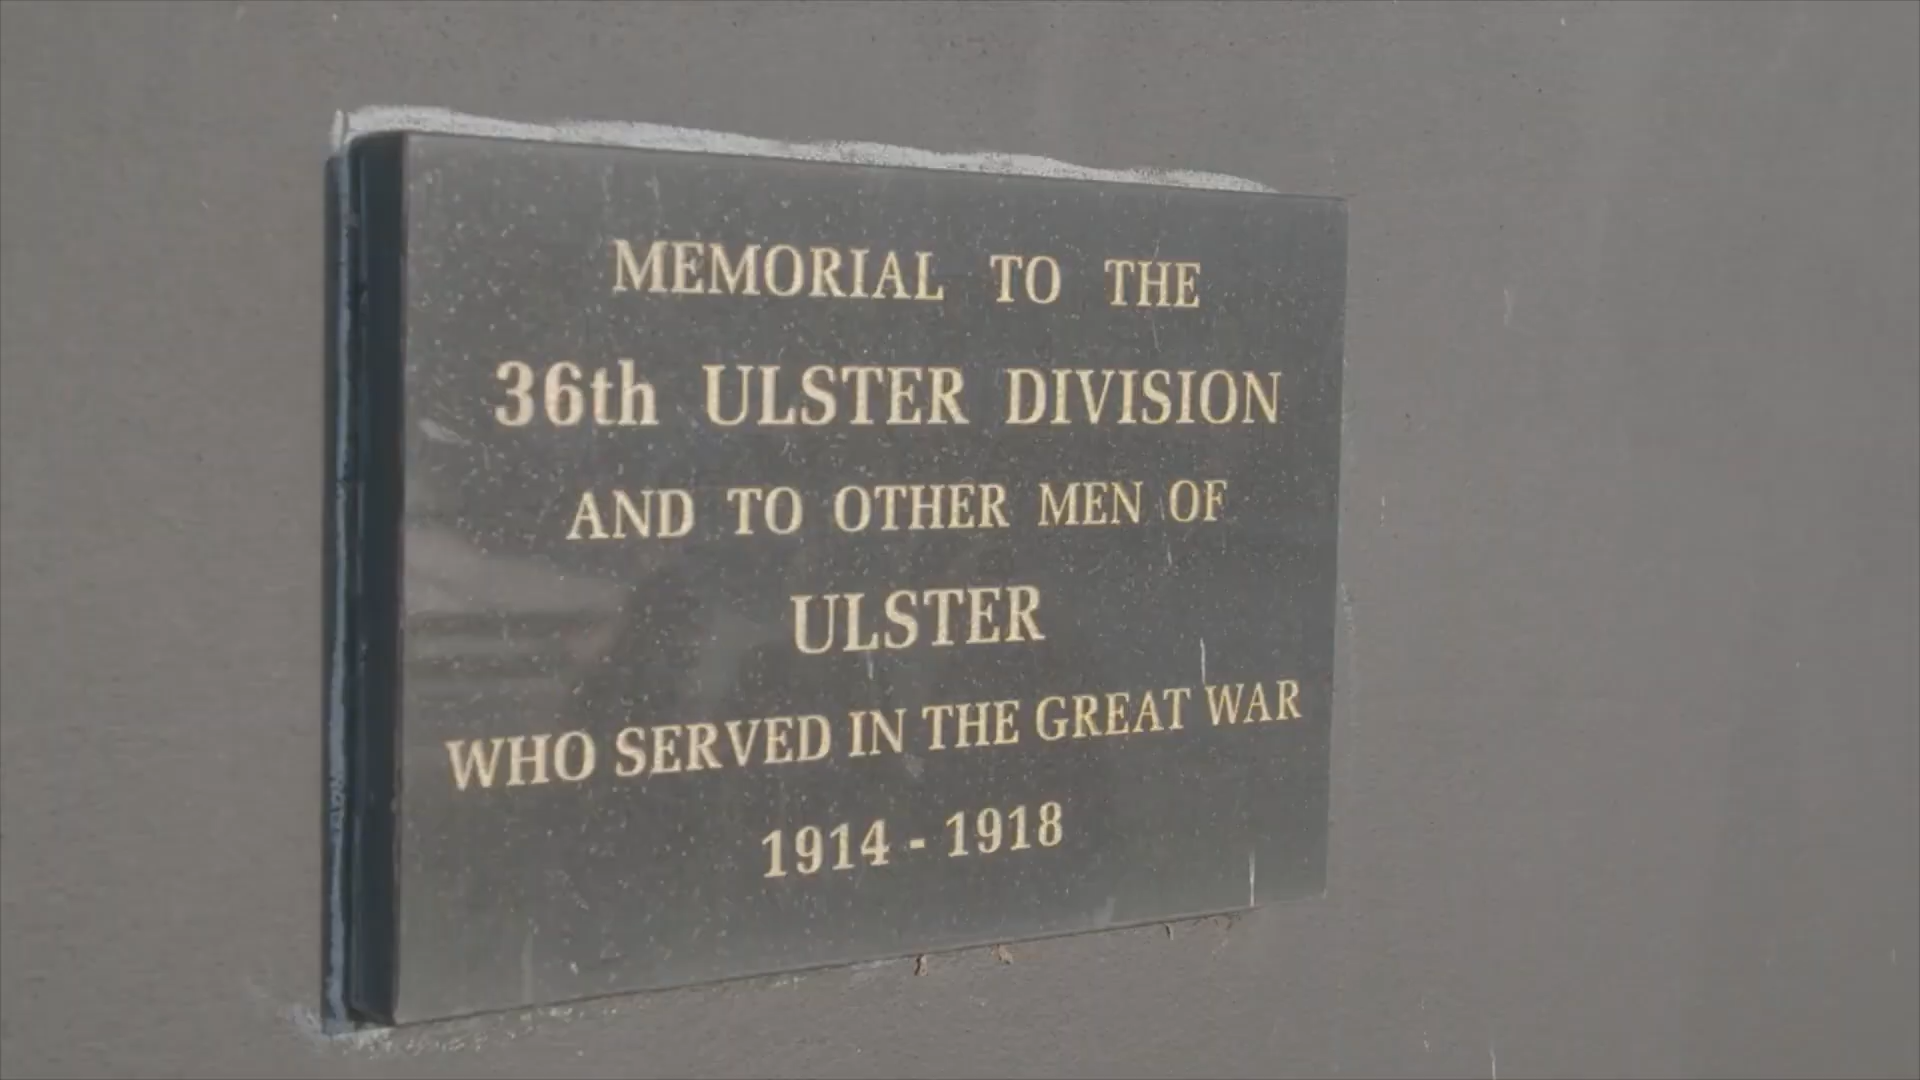 MEMORIAL TO THE
36th ULSTER DIVISION
AND TO OTHER MEN OF
ULSTER
WHO SERVED IN THE GREAT WAR
1914 - 1918